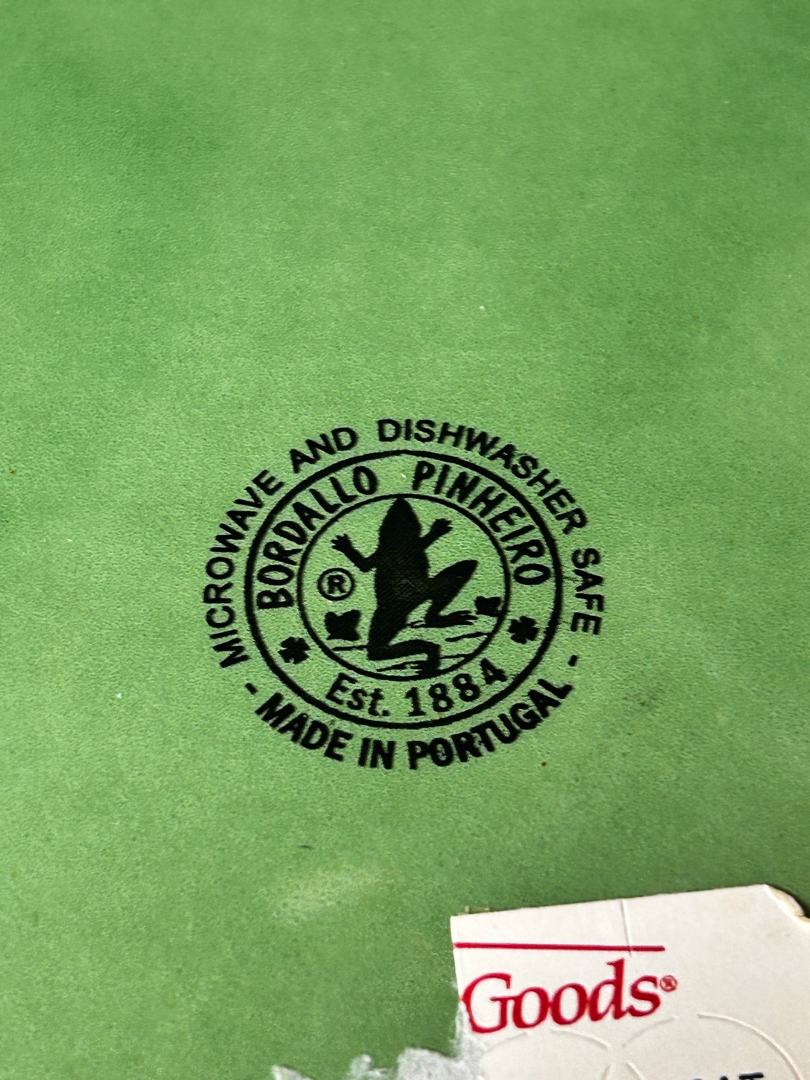 MICROWAVE AND DISHWASHER SAFE
BORDALLO PINHEIRO
®
Est. 1884
- MADE IN PORTUGAL -
Goods®